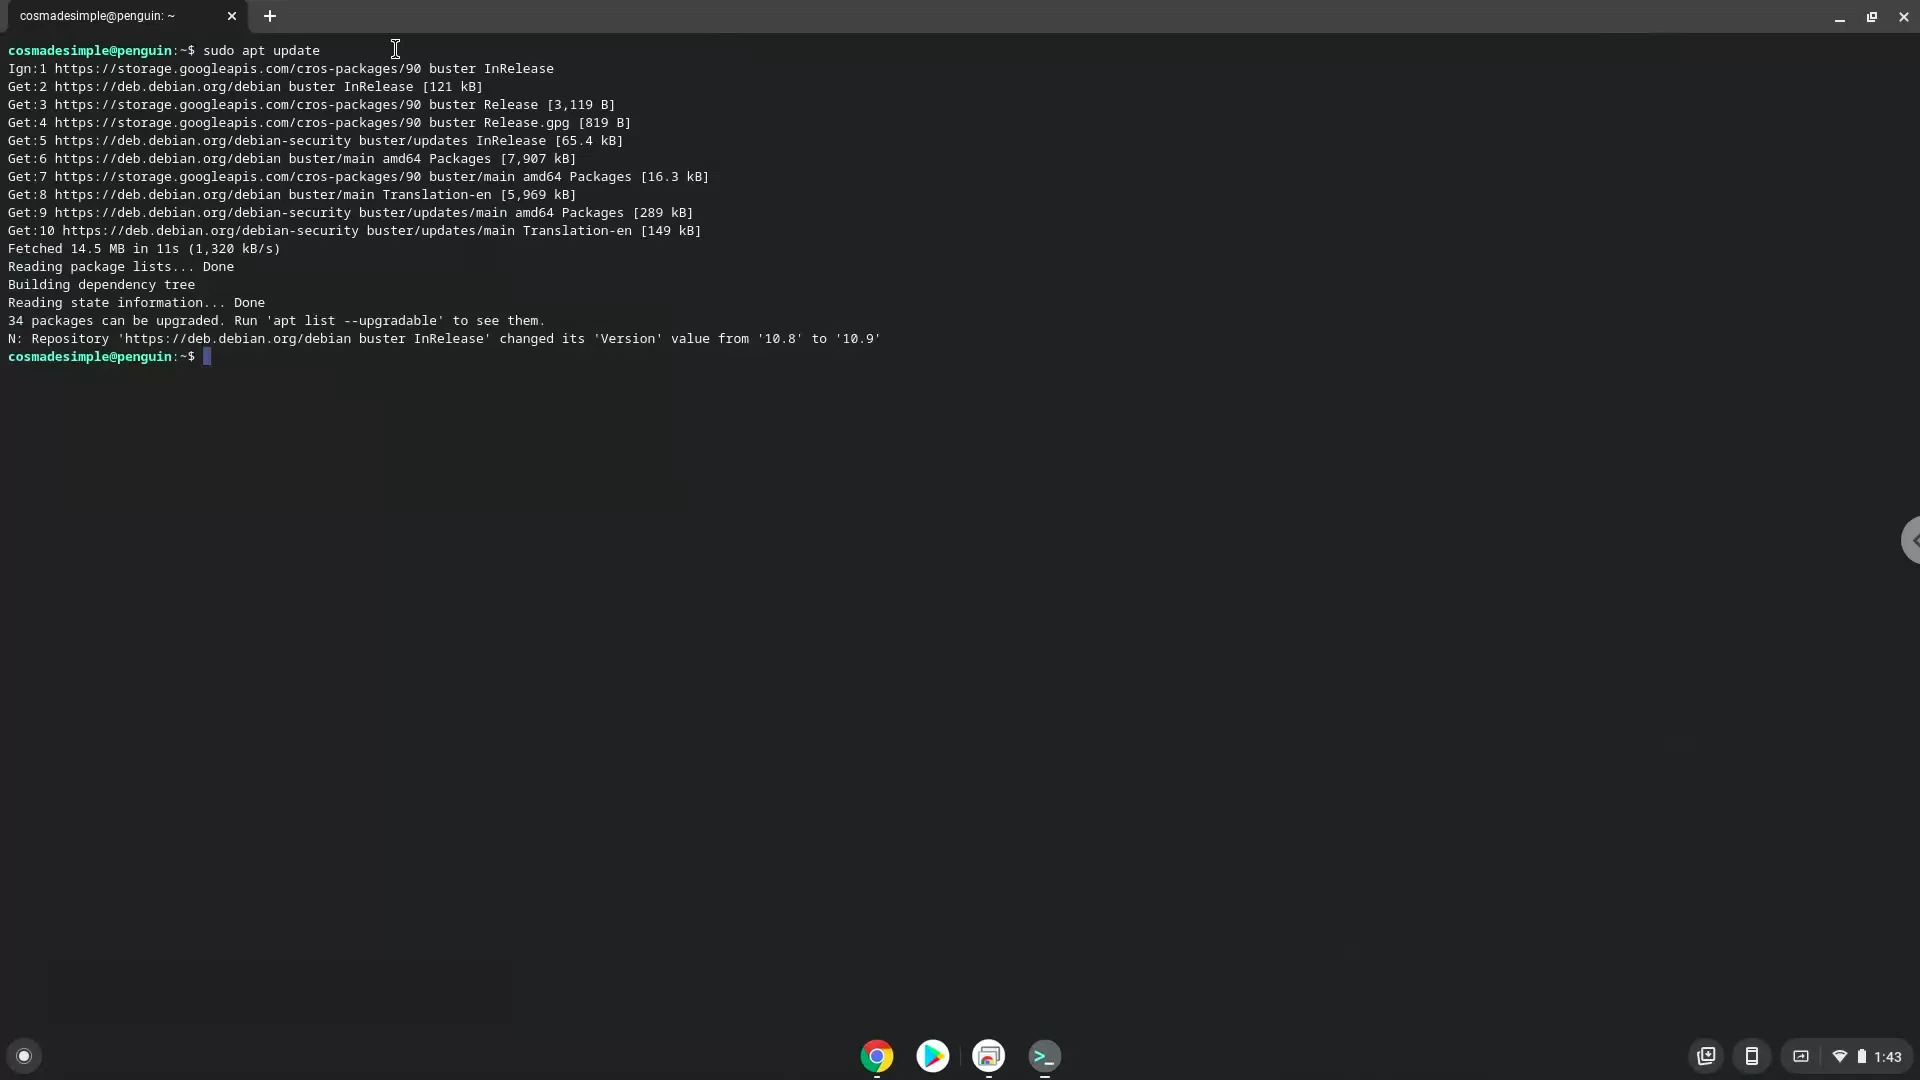 cosmadesimple@penguin: ~
cosmadesimple@penguin:~$ sudo apt update
Ign:1 https://storage.googleapis.com/cros-packages/90 buster InRelease
Get:2 https://deb.debian.org/debian buster InRelease [121 kB]
Get:3 https://storage.googleapis.com/cros-packages/90 buster Release [3,119 B]
Get:4 https://storage.googleapis.com/cros-packages/90 buster Release.gpg [819 B]
Get:5 https://deb.debian.org/debian-security buster/updates InRelease [65.4 kB]
Get:6 https://deb.debian.org/debian buster/main amd64 Packages [7,907 kB]
Get:7 https://storage.googleapis.com/cros-packages/90 buster/main amd64 Packages [16.3 kB]
Get:8 https://deb.debian.org/debian buster/main Translation-en [5,969 kB]
Get:9 https://deb.debian.org/debian-security buster/updates/main amd64 Packages [289 kB]
Get:10 https://deb.debian.org/debian-security buster/updates/main Translation-en [149 kB]
Fetched 14.5 MB in 11s (1,320 kB/s)
Reading package lists... Done
Building dependency tree
Reading state information... Done
34 packages can be upgraded. Run 'apt list --upgradable' to see them.
N: Repository 'https://deb.debian.org/debian buster InRelease' changed its 'Version' value from '10.8' to '10.9'
cosmadesimple@penguin:~$
1:43